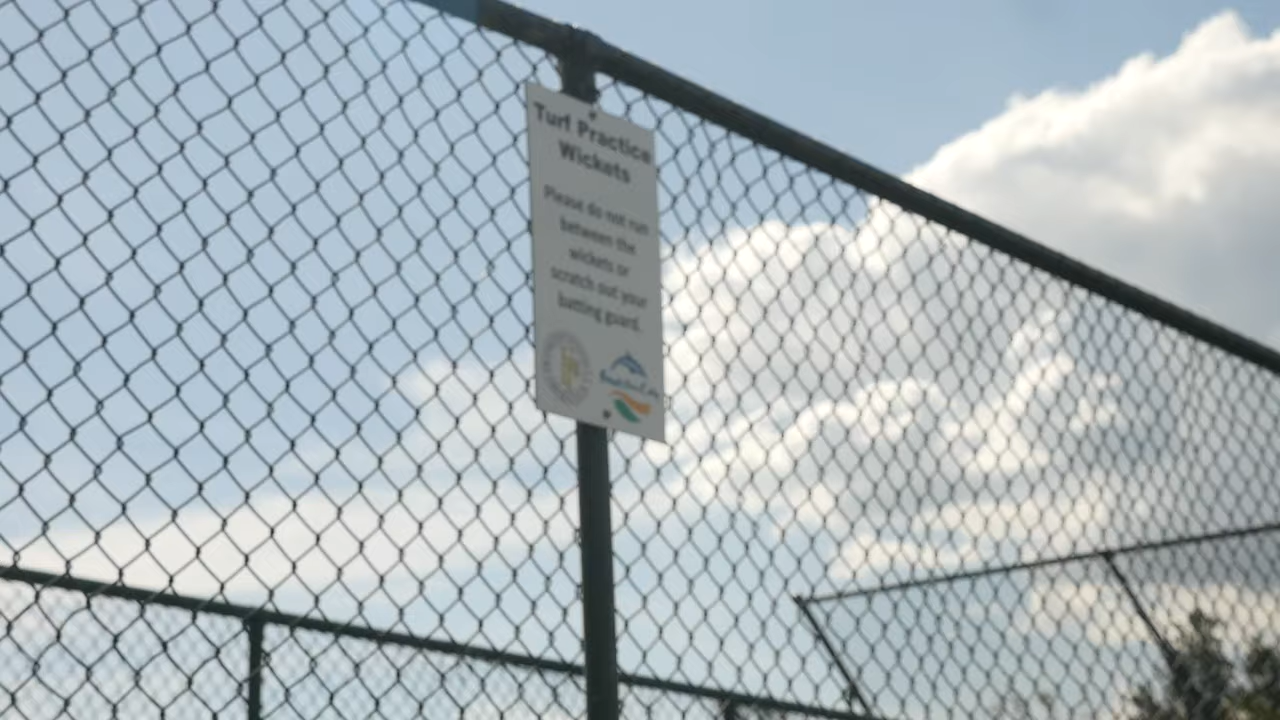 Turf Practice
Wickets
Please do not run
between the
wickets or
scratch out your
batting guard.